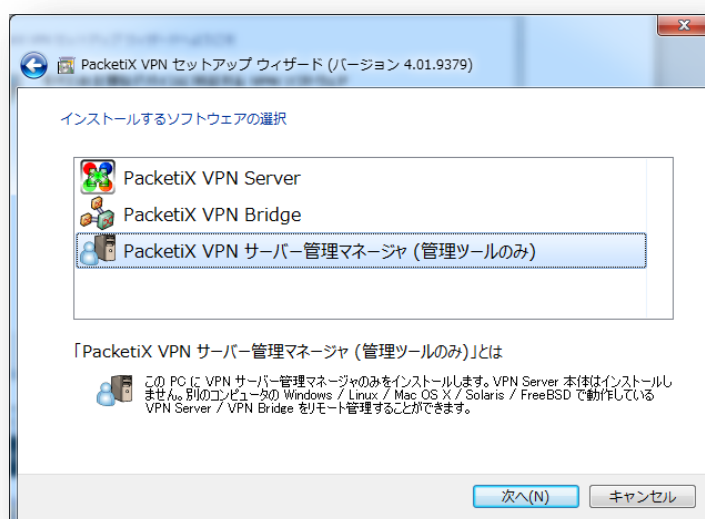 PacketiX VPN セットアップ ウィザード (バージョン 4.01.9379)
インストールするソフトウェアの選択
PacketiX VPN Server
PacketiX VPN Bridge
PacketiX VPN サーバー管理マネージャ (管理ツールのみ)
「PacketiX VPN サーバー管理マネージャ (管理ツールのみ)」とは
この PC に VPN サーバー管理マネージャのみをインストールします。VPN Server 本体はインストールし
ません。別のコンピュータの Windows / Linux / Mac OS X / Solaris / FreeBSD で動作している
VPN Server / VPN Bridge をリモート管理することができます。
次へ(N)
キャンセル